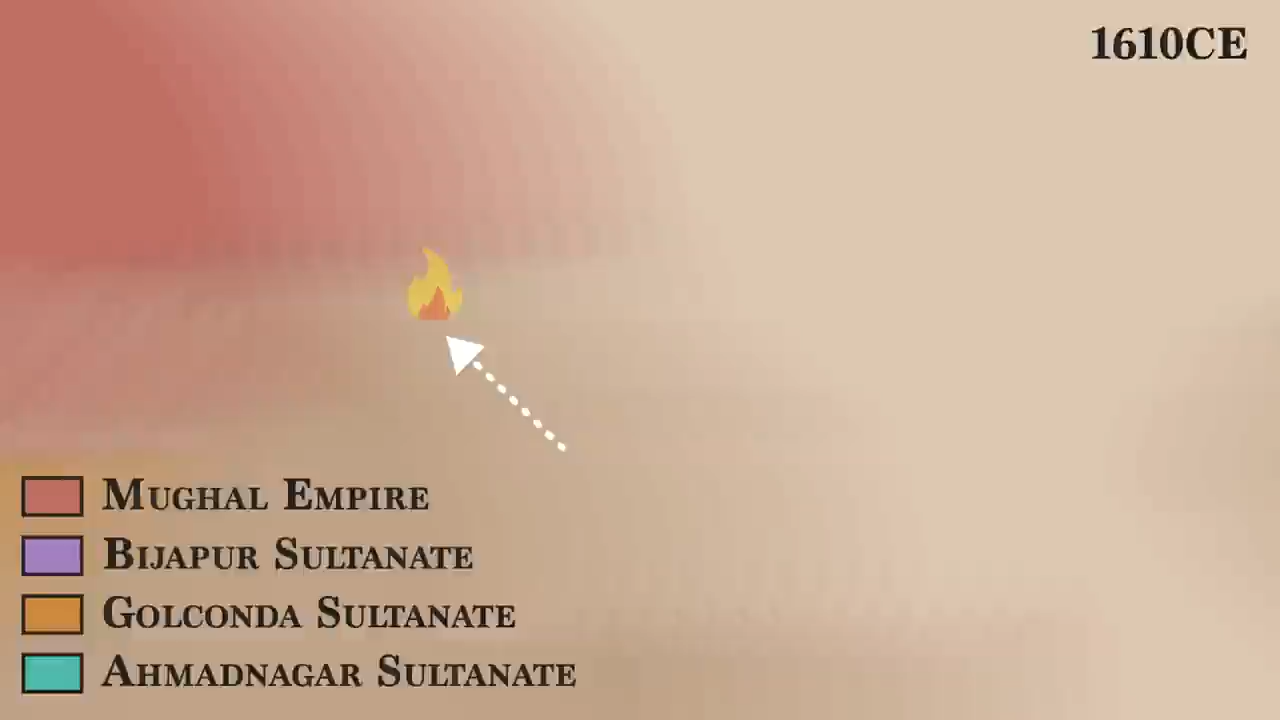 1610CE
Mughal Empire
Bijapur Sultanate
Golconda Sultanate
Ahmadnagar Sultanate